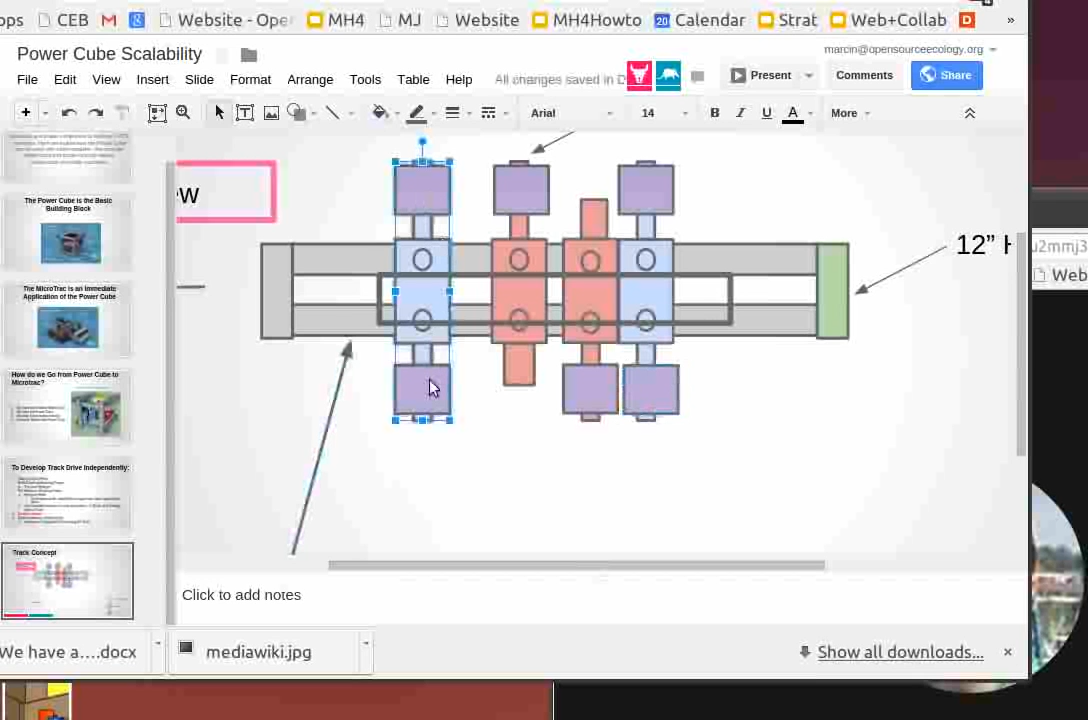 ops CEB Website - Ope MH4 MJ Website MH4Howto 20 Calendar Strat Web+Collab D »
Power Cube Scalability
marcin@opensourceecology.org
File Edit View Insert Slide Format Arrange Tools Table Help All changes saved in D
Present Comments Share
Arial 14 B I U A More
The Power Cube is the Basic
Building Block
The MicroTrac is an Immediate
Application of the Power Cube
How do we Go from Power Cube to
Microtrac?
To Develop Track Drive Independently:
Track Concept
ew
12” H
u2mmj3
Web
Click to add notes
We have a....docx mediawiki.jpg Show all downloads... ×